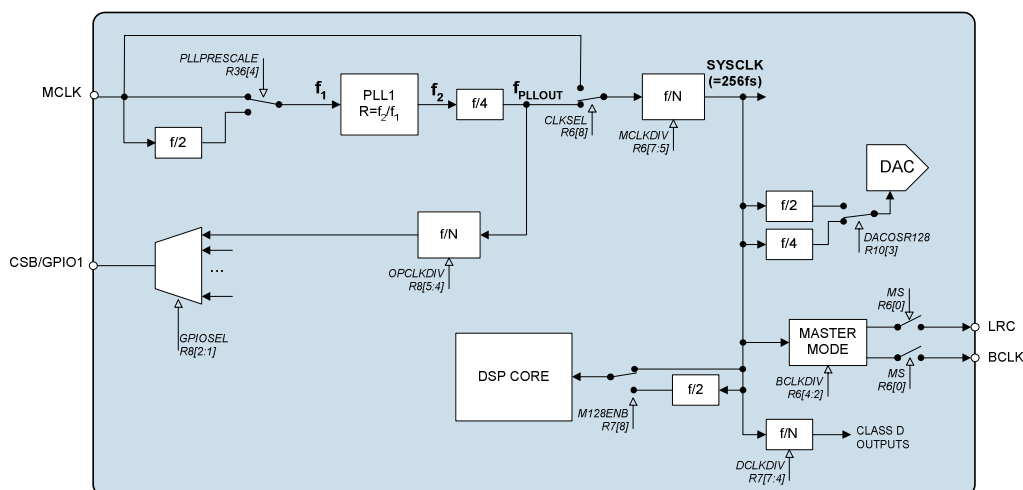 MCLK
PLLPRESCALE
R36[4]
f/2
f1
PLL1
R=f2/f1
f2
f/4
fPLLOUT
CLKSEL
R6[8]
f/N
MCLKDIV
R6[7:5]
SYSCLK
(=256fs)
DAC
f/2
f/4
DACOSR128
R10[3]
CSB/GPIO1
...
GPIOSEL
R8[2:1]
f/N
OPCLKDIV
R8[5:4]
MS
R6[0]
LRC
MASTER
MODE
BCLK
MS
R6[0]
BCLKDIV
R6[4:2]
DSP CORE
f/2
M128ENB
R7[8]
f/N
CLASS D
OUTPUTS
DCLKDIV
R7[7:4]